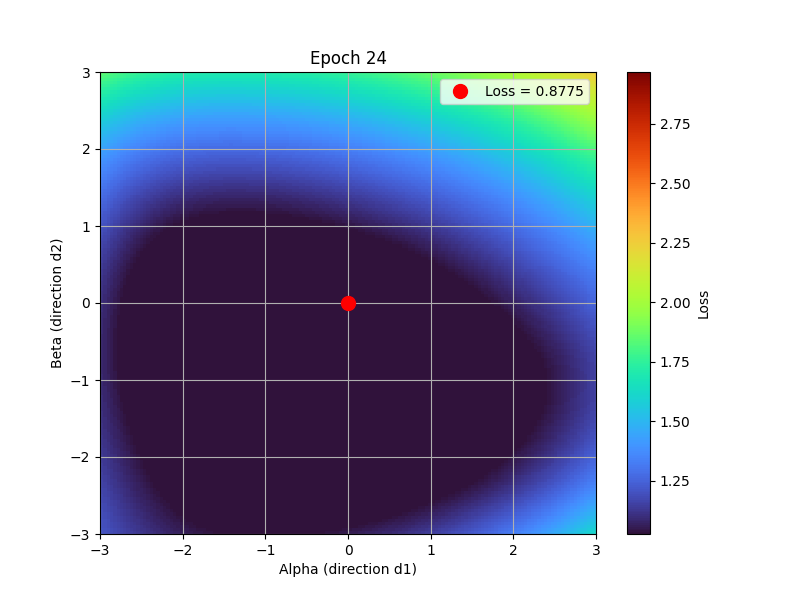 Epoch 24
Loss = 0.8775
3
2
1
0
−1
−2
−3
Beta (direction d2)
−3 −2 −1 0 1 2 3
Alpha (direction d1)
2.75
2.50
2.25
2.00
1.75
1.50
1.25
Loss